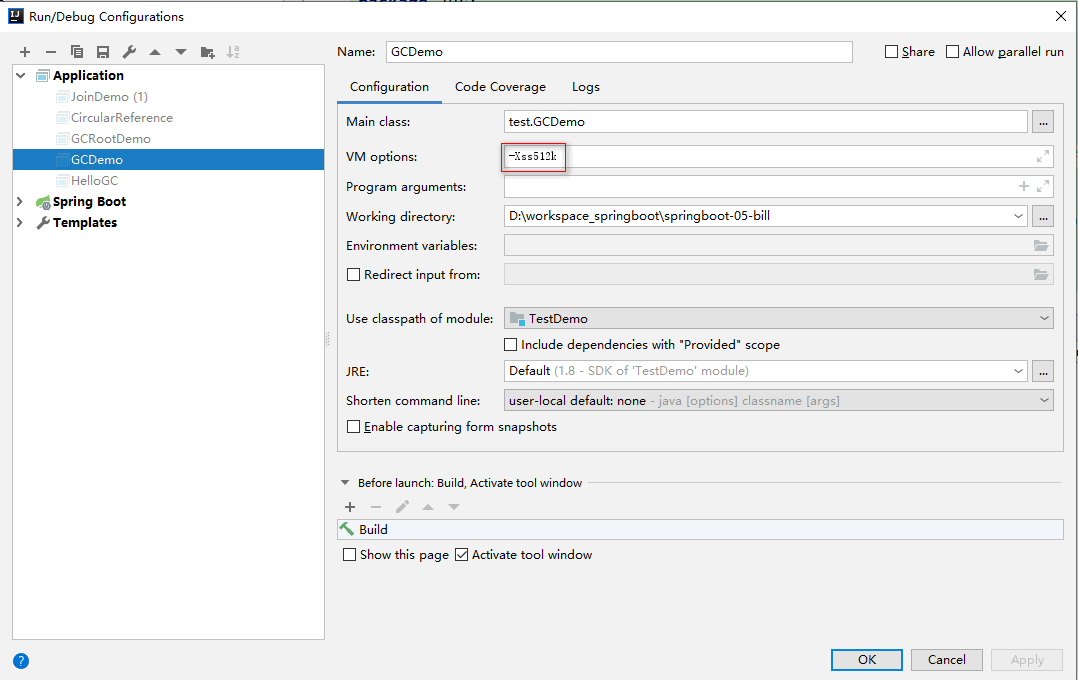 Run/Debug Configurations
Name: GCDemo Share Allow parallel run
Application
JoinDemo (1)
CircularReference
GCRootDemo
GCDemo
HelloGC
Spring Boot
Templates
Configuration Code Coverage Logs
Main class: test.GCDemo ...
VM options: -Xss512k
Program arguments:
Working directory: D:\workspace_springboot\springboot-05-bill ...
Environment variables:
Redirect input from:
Use classpath of module: TestDemo
Include dependencies with "Provided" scope
JRE: Default (1.8 - SDK of 'TestDemo' module) ...
Shorten command line: user-local default: none - java [options] classname [args]
Enable capturing form snapshots
Before launch: Build, Activate tool window
Build
Show this page Activate tool window
? OK Cancel Apply